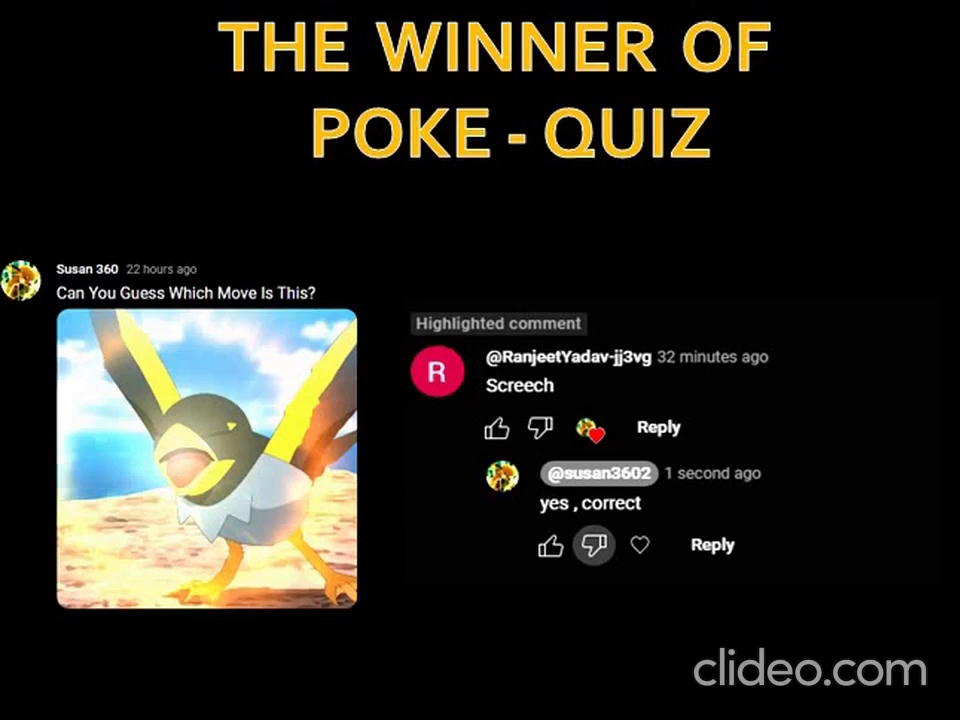 THE WINNER OF
POKE - QUIZ
Susan 360 22 hours ago
Can You Guess Which Move Is This?
Highlighted comment
R
@RanjeetYadav-jj3vg 32 minutes ago
Screech
Reply
@susan3602 1 second ago
yes , correct
Reply
clideo.com